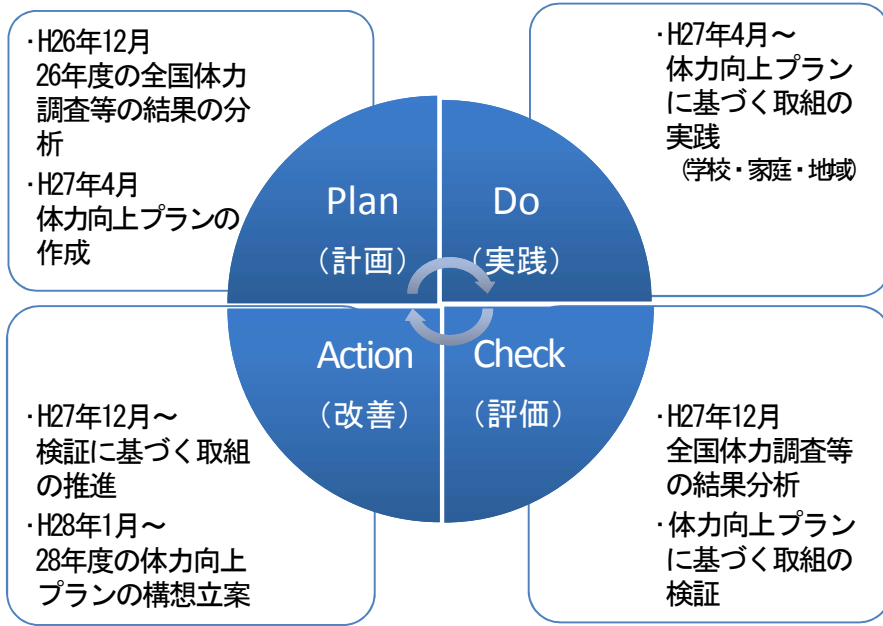 ･H26年12月
26年度の全国体力
調査等の結果の分
析
･H27年4月
体力向上プランの
作成
Plan
（計画）
･H27年4月～
体力向上プラン
に基づく取組の
実践
（学校・家庭・地域）
Do
（実践）
Action
（改善）
･H27年12月～
検証に基づく取組
の推進
･H28年1月～
28年度の体力向上
プランの構想立案
Check
（評価）
･H27年12月
全国体力調査等
の結果分析
･体力向上プラン
に基づく取組の
検証